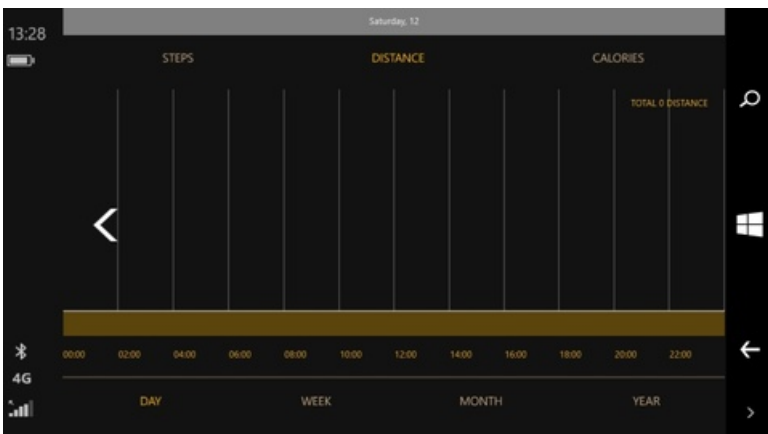 13:28
Saturday, 12
STEPS DISTANCE CALORIES
TOTAL 0 DISTANCE
00:00 02:00 04:00 06:00 08:00 10:00 12:00 14:00 16:00 18:00 20:00 22:00
4G
DAY WEEK MONTH YEAR